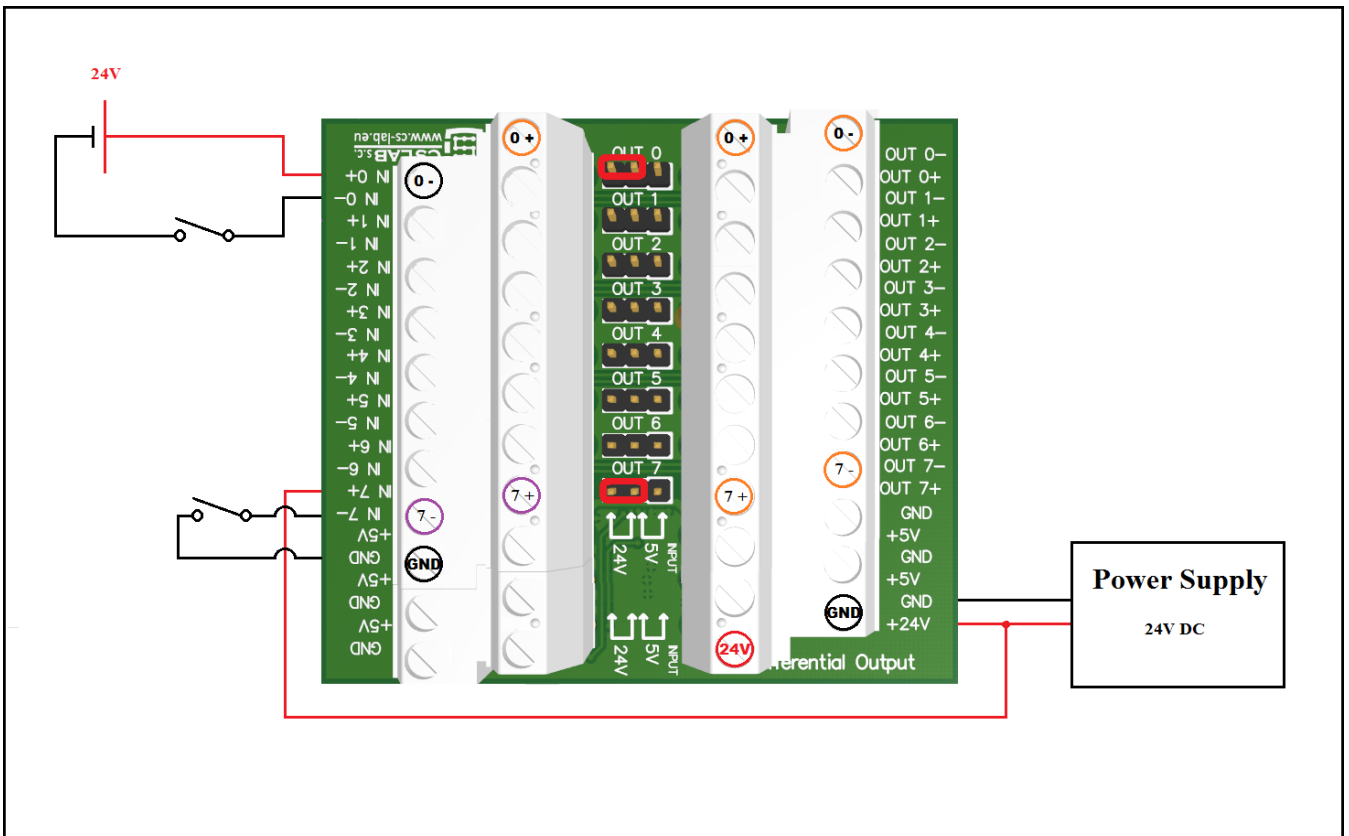 24V
www.cs-lab.eu
CSLAB s.c.
IN 0+
IN 0-
IN 1+
IN 1-
IN 2+
IN 2-
IN 3+
IN 3-
IN 4+
IN 4-
IN 5+
IN 5-
IN 6+
IN 6-
IN 7+
IN 7-
+5V
GND
+5V
GND
+5V
GND
0 -
7 -
GND
0 +
7 +
OUT 0
OUT 1
OUT 2
OUT 3
OUT 4
OUT 5
OUT 6
OUT 7
24V
5V
INPUT
24V
5V
INPUT
0 +
7 +
24V
0 -
7 -
GND
OUT 0-
OUT 0+
OUT 1-
OUT 1+
OUT 2-
OUT 2+
OUT 3-
OUT 3+
OUT 4-
OUT 4+
OUT 5-
OUT 5+
OUT 6-
OUT 6+
OUT 7-
OUT 7+
GND
+5V
GND
+5V
GND
+24V
Output
Power Supply
24V DC